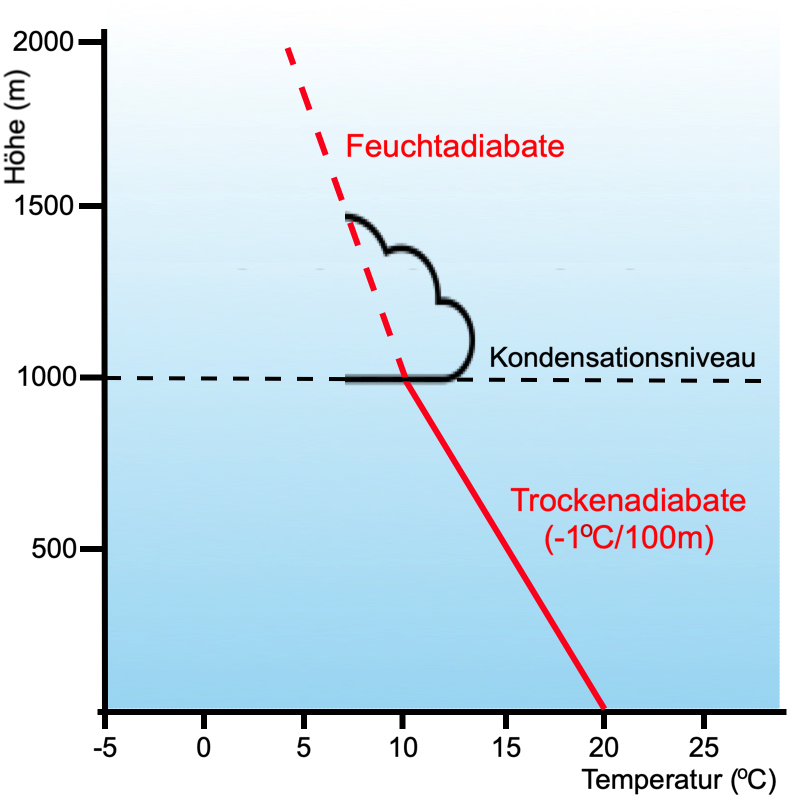 2000
Höhe (m)
Feuchtadiabate
1500
Kondensationsniveau
1000
Trockenadiabate
(-1ºC/100m)
500
-5 0 5 10 15 20 25
Temperatur (ºC)